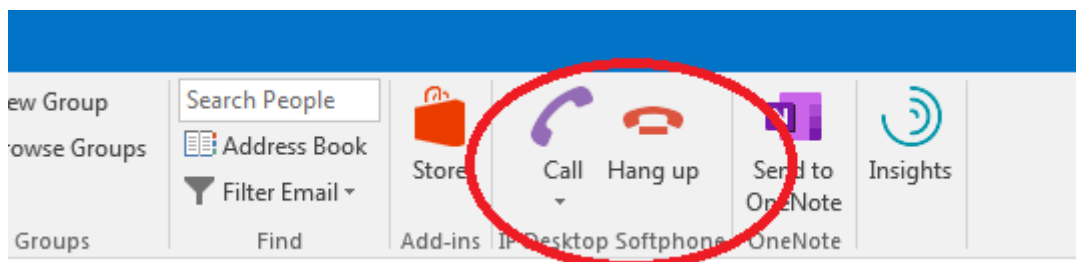 ew Group
rowse Groups
Groups
Search People
Address Book
Filter Email
Find
Store
Add-ins
Call
Hang up
IP Desktop Softphone
Send to
OneNote
OneNote
Insights